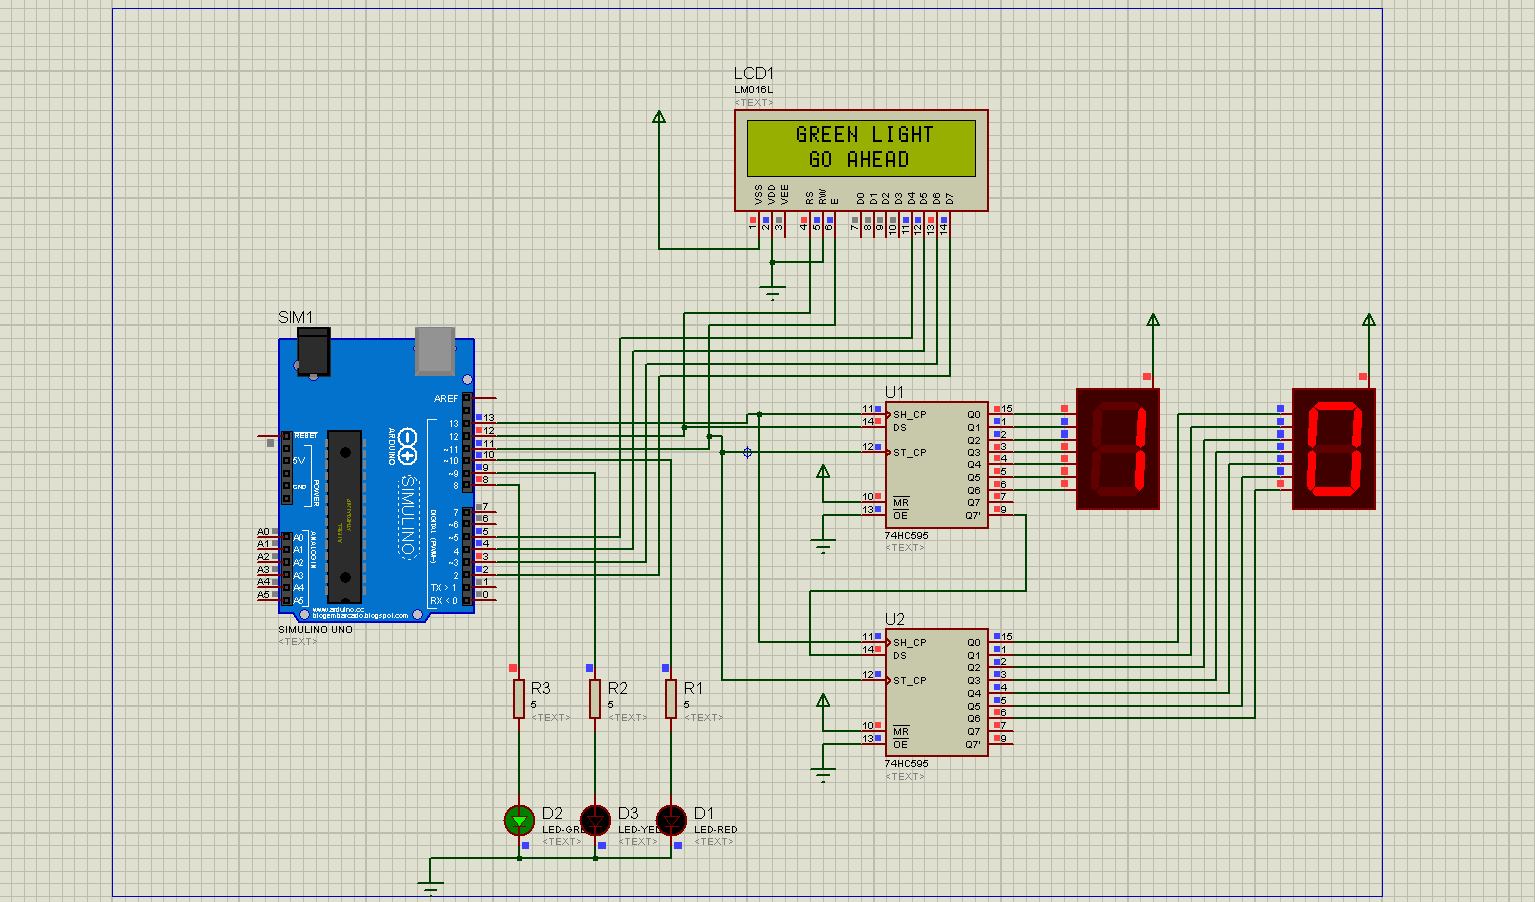 LCD1
LM016L
<TEXT>
GREEN LIGHT
GO AHEAD
VSS VDD VEE RS RW E D0 D1 D2 D3 D4 D5 D6 D7
1 2 3 4 5 6 7 8 9 10 11 12 13 14
SIM1
AREF
13 13
12 12
~11 11
~10 10
~9 9
8 8
7 7
~6 6
~5 5
4 4
~3 3
2 2
TX > 1 1
RX < 0 0
RESET
5V
GND
POWER
ARDUINO
SIMULINO
DIGITAL (PWM~)
ANALOG IN
A0 A0
A1 A1
A2 A2
A3 A3
A4 A4
A5 A5
www.arduino.cc
blogembarcado.blogspot.com
SIMULINO UNO
<TEXT>
U1
11 SH_CP Q0 15
14 DS Q1 1
Q2 2
12 ST_CP Q3 3
Q4 4
Q5 5
Q6 6
10 MR Q7 7
13 OE Q7' 9
74HC595
<TEXT>
1
0
U2
11 SH_CP Q0 15
14 DS Q1 1
Q2 2
12 ST_CP Q3 3
Q4 4
Q5 5
Q6 6
10 MR Q7 7
13 OE Q7' 9
74HC595
<TEXT>
R3
5
<TEXT>
R2
5
<TEXT>
R1
5
<TEXT>
D2
LED-GRE
<TEXT>
D3
LED-YEL
<TEXT>
D1
LED-RED
<TEXT>